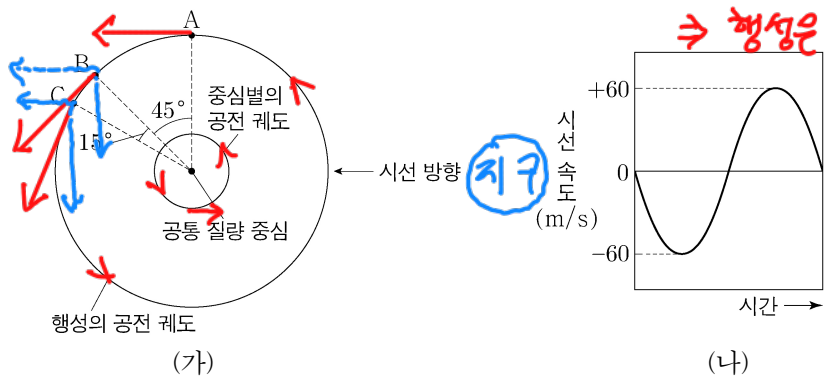 A
B
C
45°
15°
중심별의
공전 궤도
공통 질량 중심
행성의 공전 궤도
시선 방향
(가)
지구
⇒ 행성은
시선 속도
(m/s)
+60
0
−60
시간
(나)